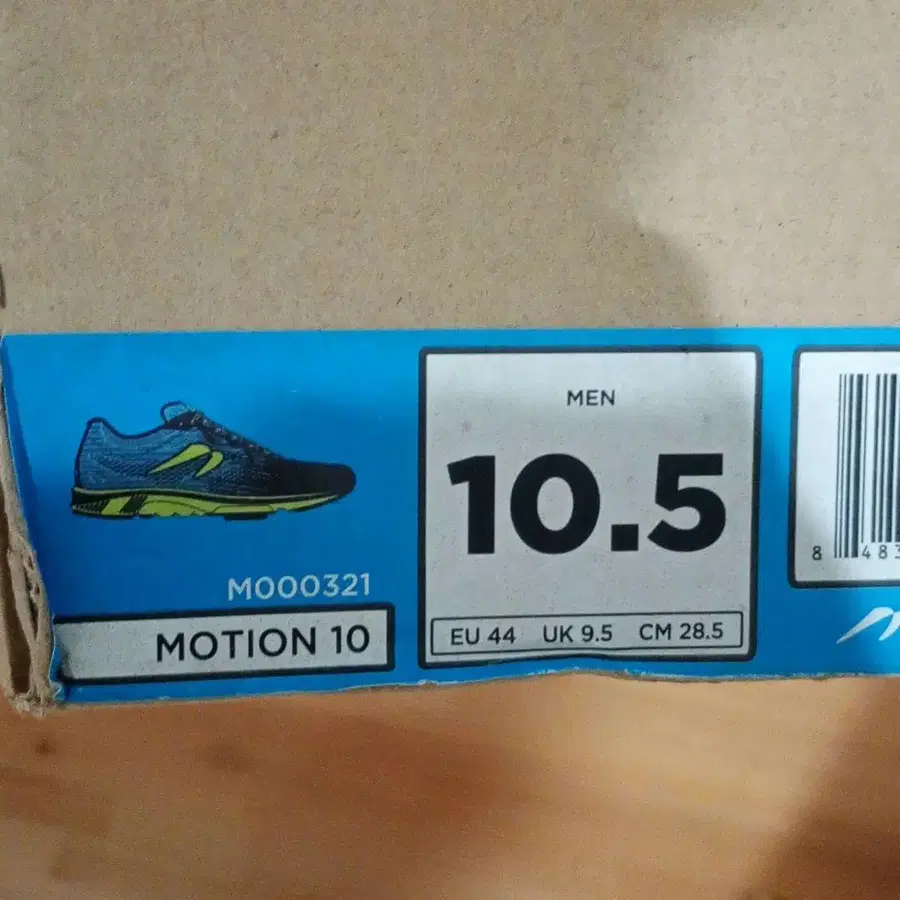 MEN
10.5
EU 44 UK 9.5 CM 28.5
M000321
MOTION 10
8 483